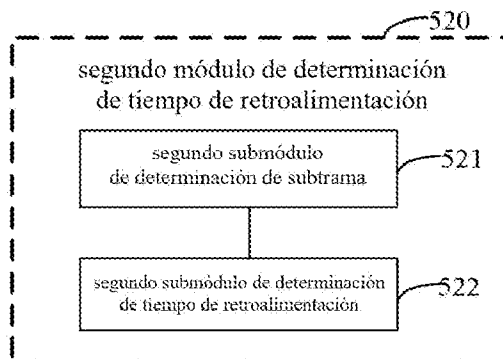 520
segundo módulo de determinación
de tiempo de retroalimentación
segundo submódulo
de determinación de subtrama
521
segundo submódulo de determinación
de tiempo de retroalimentación
522